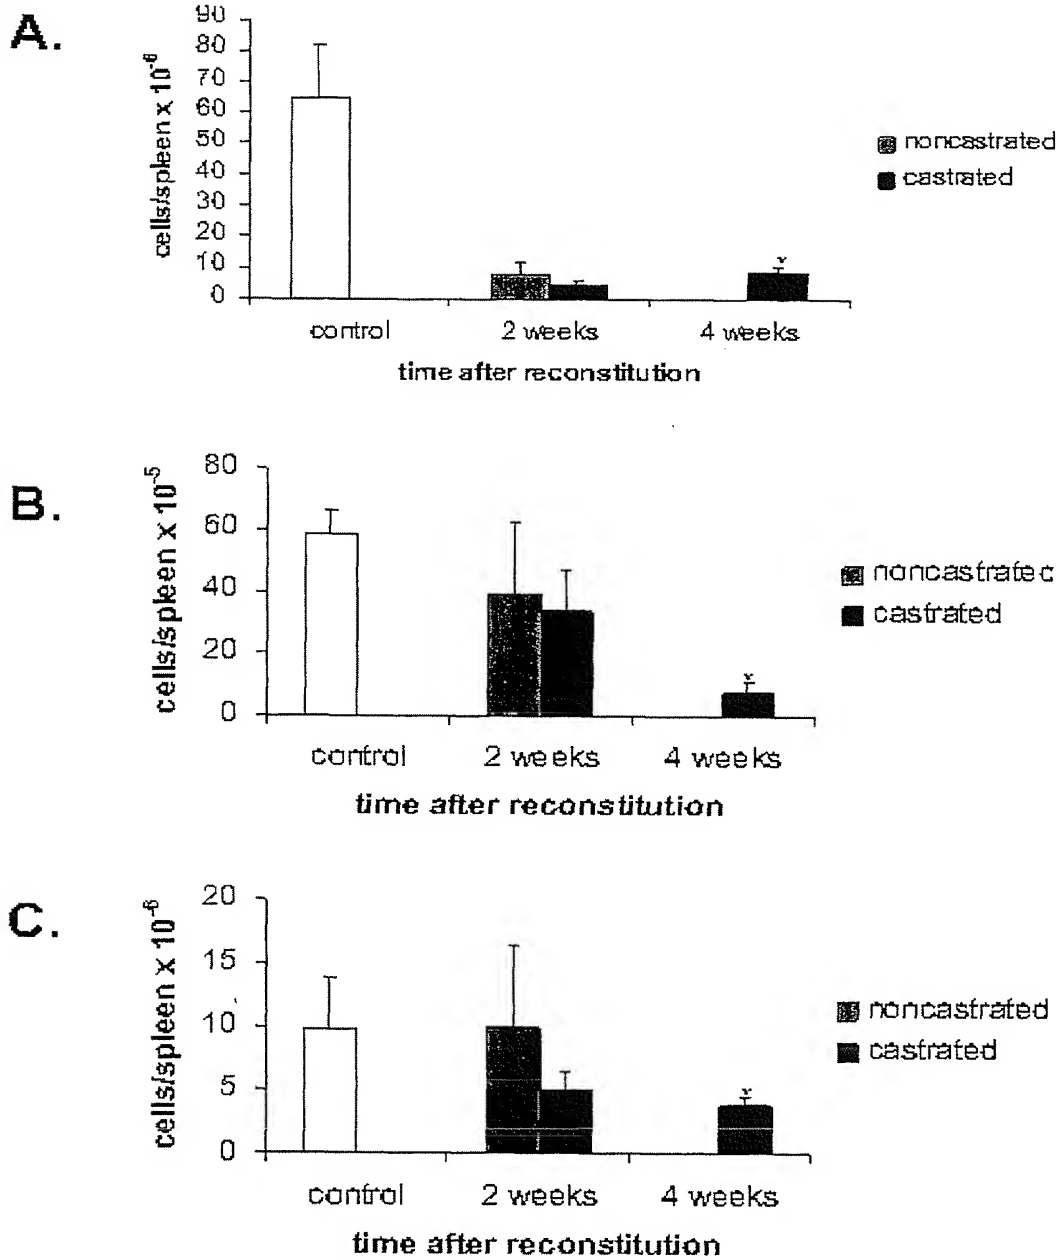 A.
cells/spleen x 10⁻⁶
90
80
70
60
50
40
30
20
10
0
control
2 weeks
4 weeks
time after reconstitution
noncastrated
castrated
*
B.
cells/spleen x 10⁻⁵
80
60
40
20
0
control
2 weeks
4 weeks
time after reconstitution
noncastratec
castrated
*
C.
cells/spleen x 10⁻⁶
20
15
10
5
0
control
2 weeks
4 weeks
time after reconstitution
noncastrated
castrated
*